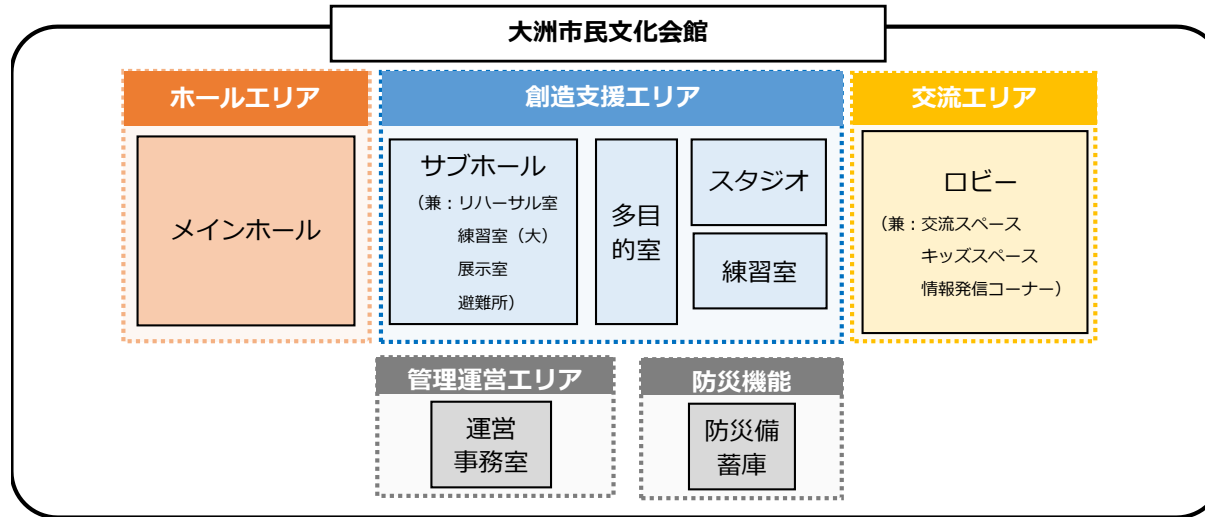 大洲市民文化会館
ホールエリア
メインホール
創造支援エリア
サブホール
（兼：リハーサル室
練習室（大）
展示室
避難所）
多目
的室
スタジオ
練習室
交流エリア
ロビー
（兼：交流スペース
キッズスペース
情報発信コーナー）
管理運営エリア
運営
事務室
防災機能
防災備
蓄庫